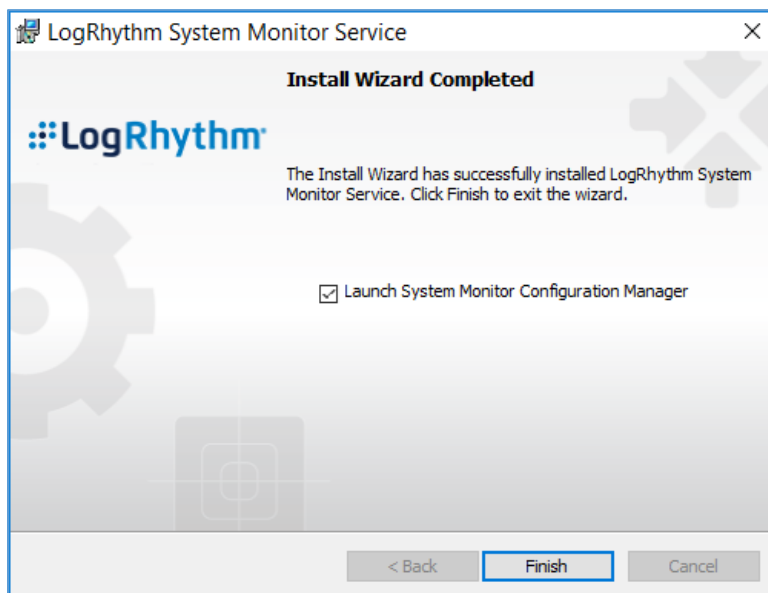 LogRhythm System Monitor Service
Install Wizard Completed
LogRhythm
The Install Wizard has successfully installed LogRhythm System
Monitor Service. Click Finish to exit the wizard.
Launch System Monitor Configuration Manager
< Back
Finish
Cancel